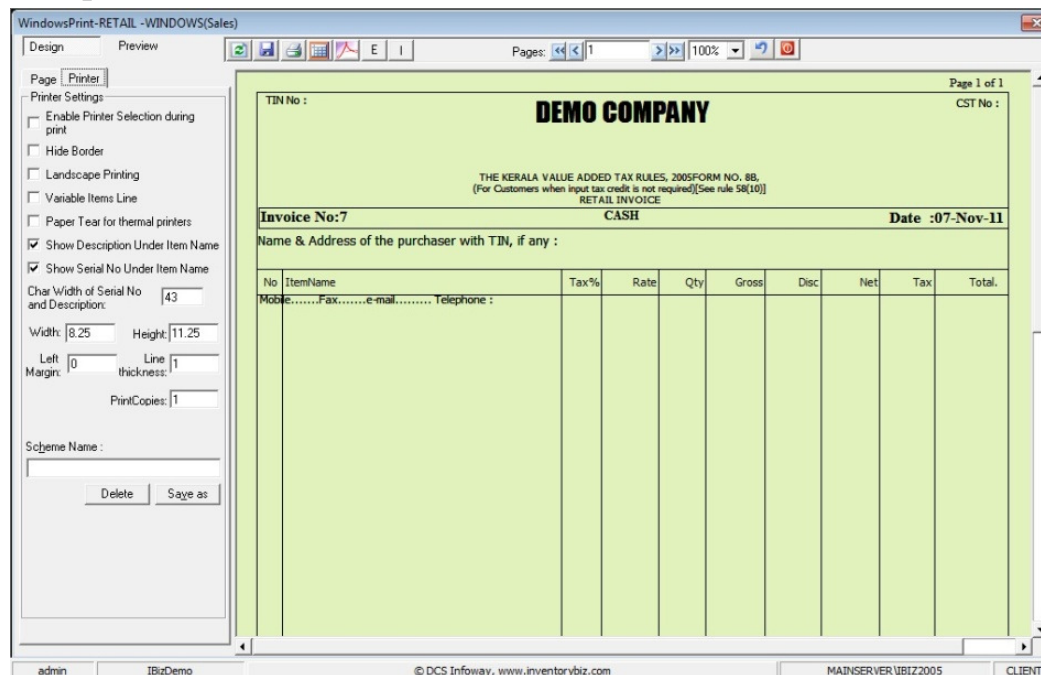 WindowsPrint-RETAIL -WINDOWS(Sales)
Design Preview
E I Pages: 1 100%
Page Printer
Printer Settings
Enable Printer Selection during
print
Hide Border
Landscape Printing
Variable Items Line
Paper Tear for thermal printers
Show Description Under Item Name
Show Serial No Under Item Name
Char Width of Serial No
and Description: 43
Width: 8.25 Height: 11.25
Left
Margin: 0 Line
thickness: 1
PrintCopies: 1
Scheme Name :
Delete Save as
Page 1 of 1
TIN No : CST No :
DEMO COMPANY
THE KERALA VALUE ADDED TAX RULES, 2005FORM NO. 8B,
(For Customers when input tax credit is not required)[See rule 58(10)]
RETAIL INVOICE
Invoice No:7 CASH Date :07-Nov-11
Name & Address of the purchaser with TIN, if any :
No ItemName Tax% Rate Qty Gross Disc Net Tax Total.
Mobile.......Fax.......e-mail......... Telephone :
admin IBizDemo © DCS Infoway, www.inventorybiz.com MAINSERVER\IBIZ2005 CLIENT